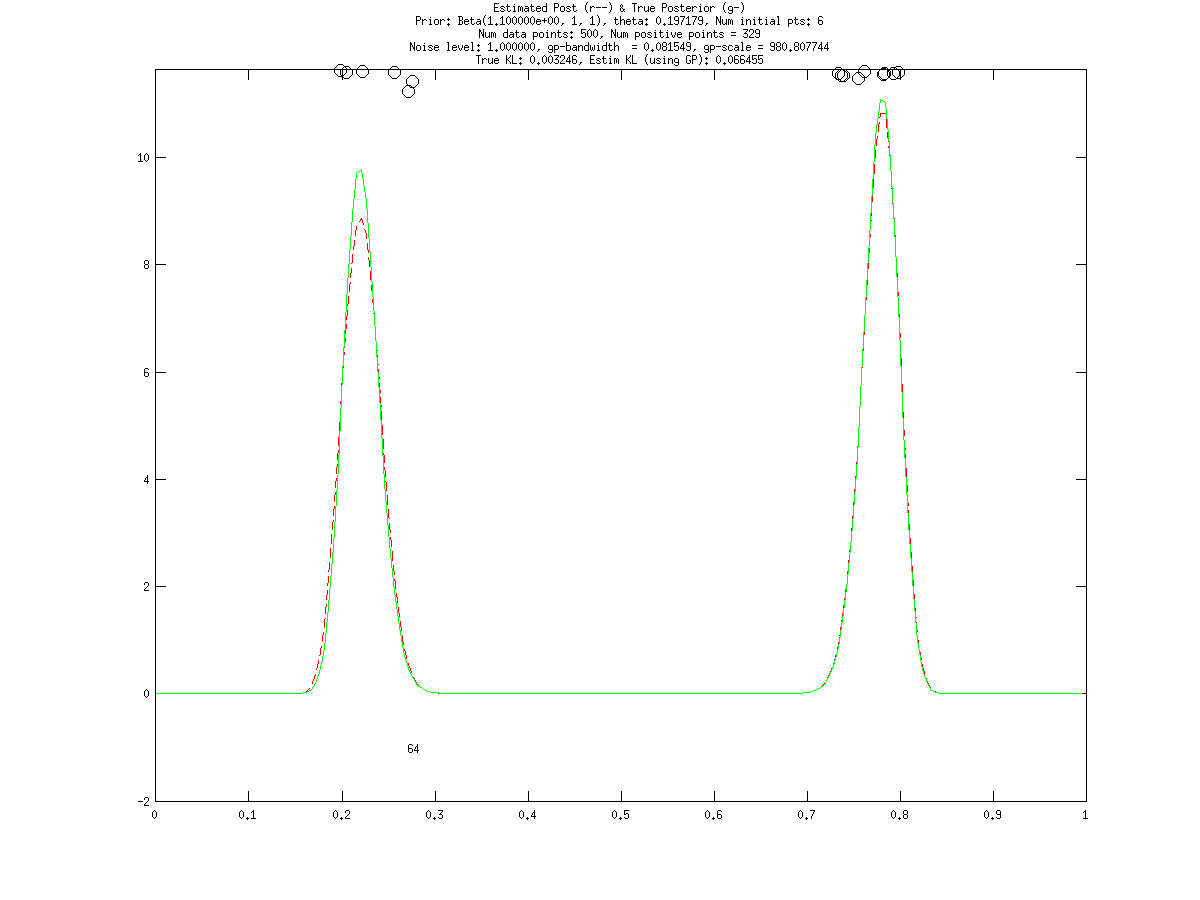 Estimated Post (r--) & True Posterior (g-)
Prior: Beta(1.100000e+00, 1, 1), theta: 0.197179, Num initial pts: 6
Num data points: 500, Num positive points = 329
Noise level: 1.000000, gp-bandwidth  = 0.081549, gp-scale = 980.807744
True KL: 0.003246, Estim KL (using GP): 0.066455
10
8
6
4
2
0
64
-2
0 0.1 0.2 0.3 0.4 0.5 0.6 0.7 0.8 0.9 1